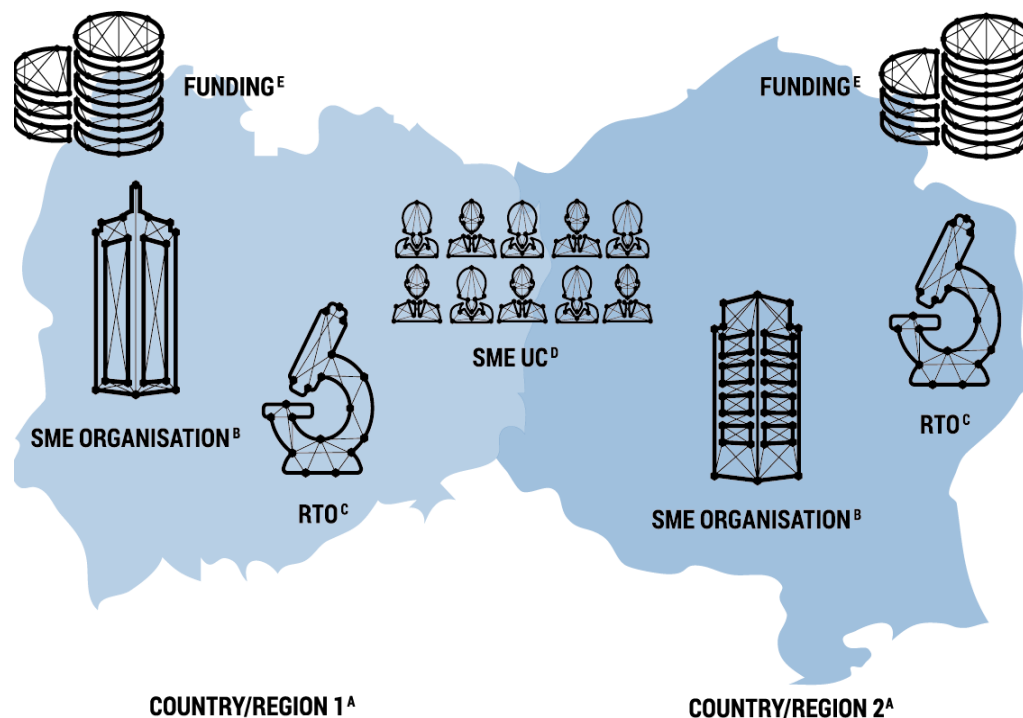 FUNDING^E
FUNDING^E
SME UC^D
SME ORGANISATION^B
RTO^C
RTO^C
SME ORGANISATION^B
COUNTRY/REGION 1^A
COUNTRY/REGION 2^A